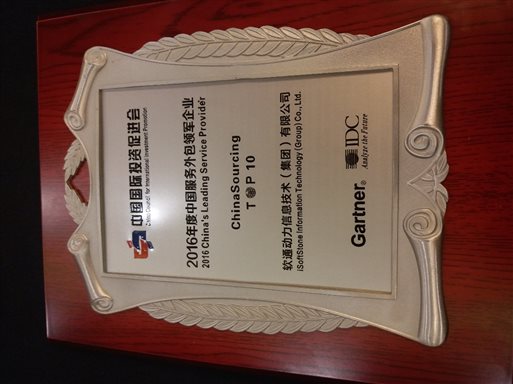 中国国际投资促进会
China Council for International Investment Promotion
2016年度中国服务外包领军企业
2016 China's Leading Service Provider
ChinaSourcing
TOP10
软通动力信息技术（集团）有限公司
iSoftStone Information Technology (Group) Co., Ltd.
Gartner®
IDC
Analyze the Future